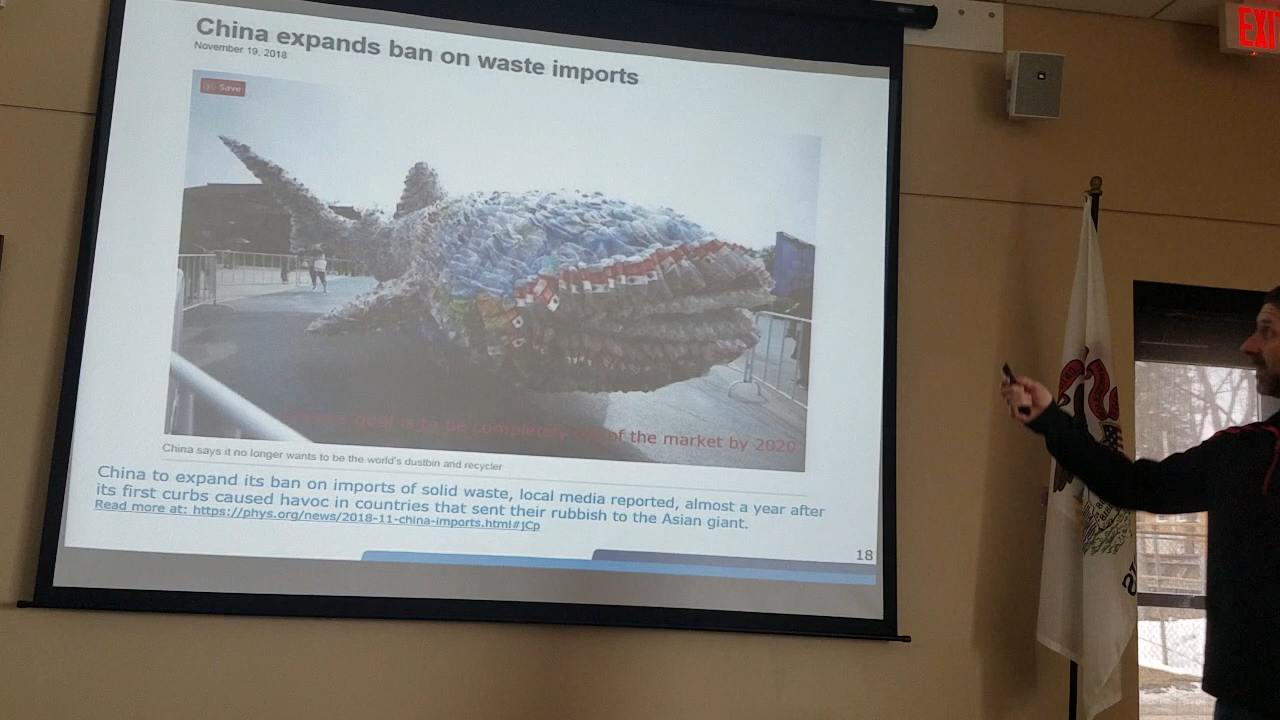 China expands ban on waste imports
November 19, 2018
Save
EXI
goal is to be completely out of the market by 2020
China says it no longer wants to be the world's dustbin and recycler
China to expand its ban on imports of solid waste, local media reported, almost a year after
its first curbs caused havoc in countries that sent their rubbish to the Asian giant.
Read more at: https://phys.org/news/2018-11-china-imports.html#jCp
18